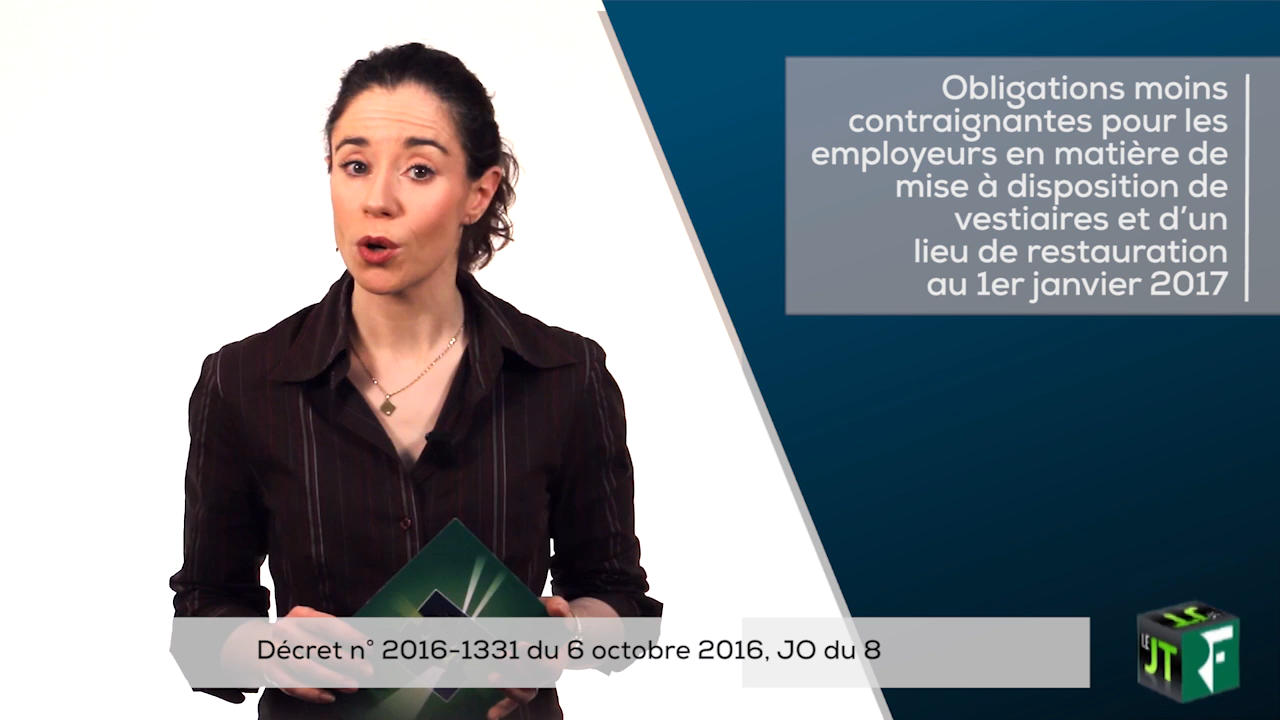 Obligations moins
contraignantes pour les
employeurs en matière de
mise à disposition de
vestiaires et d’un
lieu de restauration
au 1er janvier 2017
Décret n° 2016-1331 du 6 octobre 2016, JO du 8
LE JT
F